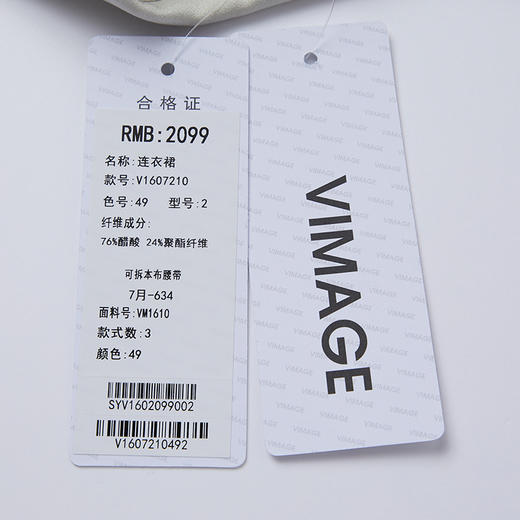 合格证
RMB:2099
名称:连衣裙
款号:V1607210
色号:49 型号:2
纤维成分:
76%醋酸 24%聚酯纤维
可拆本布腰带
7月-634
面料号:VM1610
款式数:3
颜色:49
SYV1602099002
V1607210492
VIMAGE